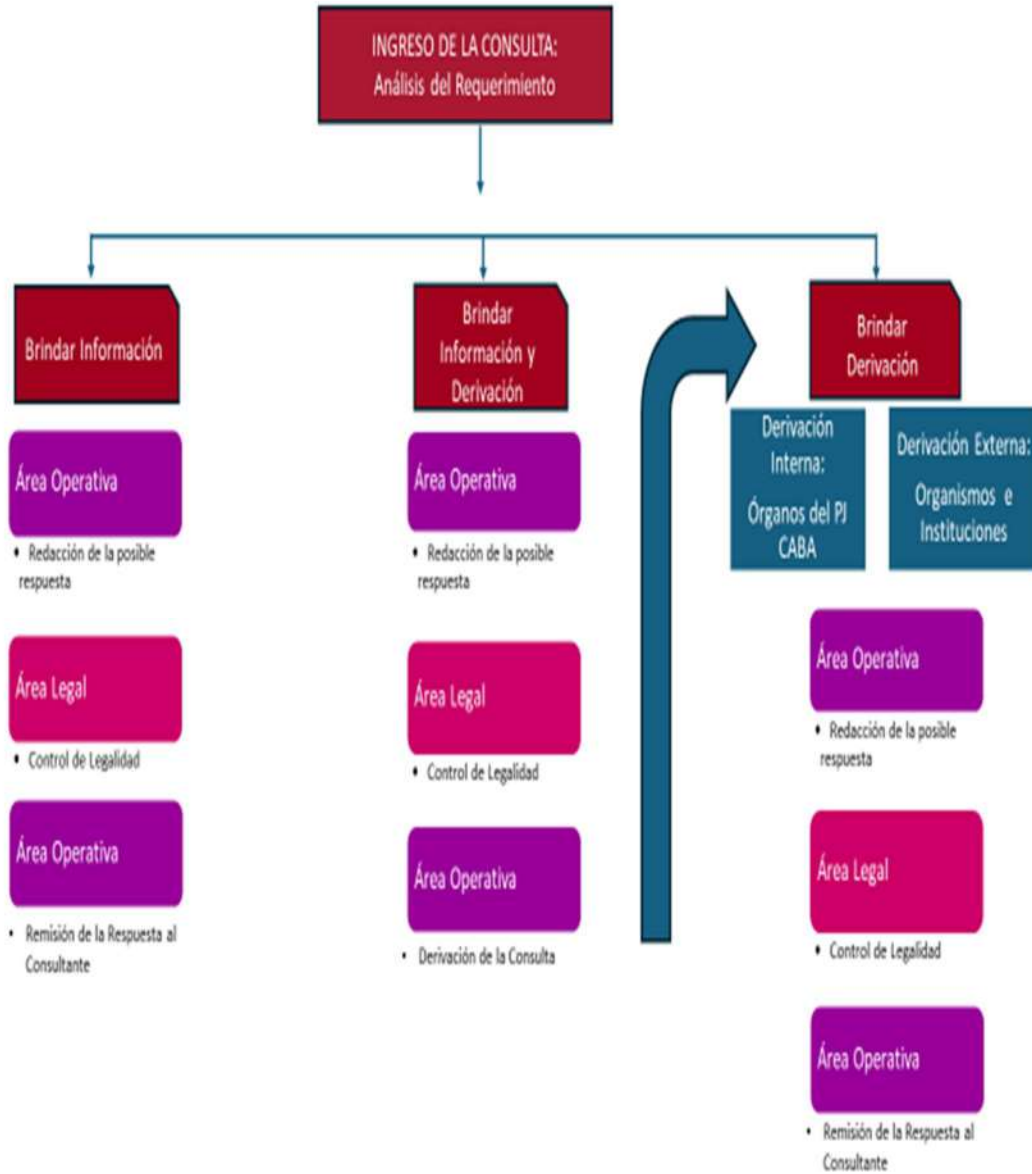 INGRESO DE LA CONSULTA:
Análisis del Requerimiento
Brindar Información
Área Operativa
• Redacción de la posible
respuesta
Área Legal
• Control de Legalidad
Área Operativa
• Remisión de la Respuesta al
Consultante
Brindar
Información y
Derivación
Área Operativa
• Redacción de la posible
respuesta
Área Legal
• Control de Legalidad
Área Operativa
• Derivación de la Consulta
Brindar
Derivación
Derivación
Interna:
Órganos del PJ
CABA
Derivación Externa:
Organismos e
Instituciones
Área Operativa
• Redacción de la posible
respuesta
Área Legal
• Control de Legalidad
Área Operativa
• Remisión de la Respuesta al
Consultante